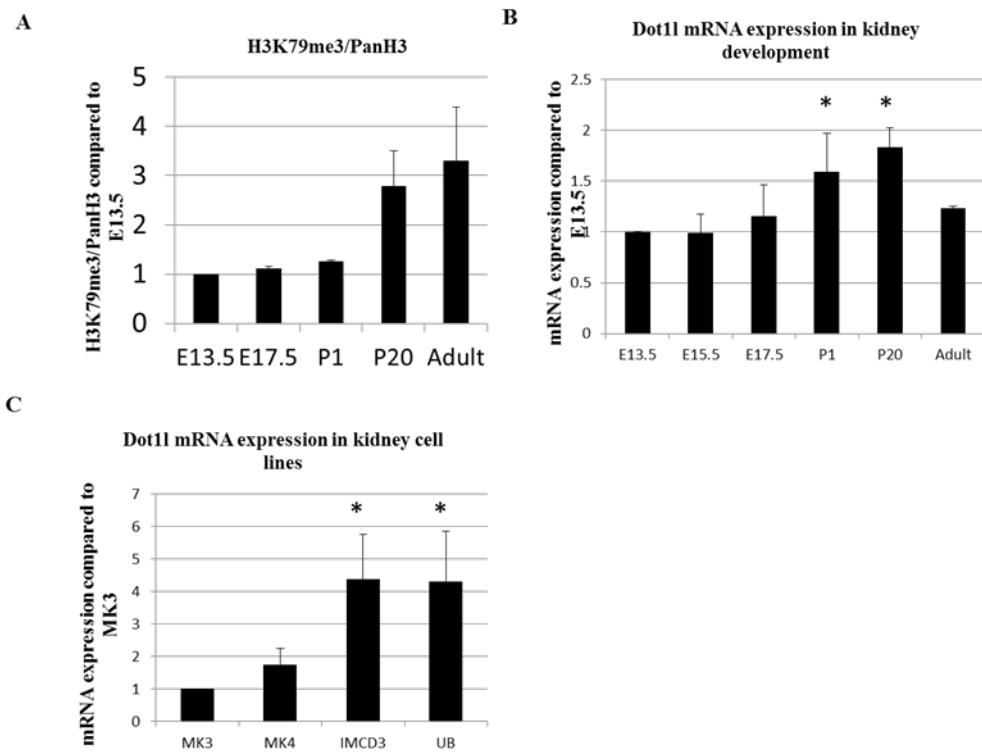 A
H3K79me3/PanH3
H3K79me3/PanH3 compared to
E13.5
5
4
3
2
1
0
E13.5 E17.5 P1 P20 Adult
B
Dot1l mRNA expression in kidney
development
mRNA expression compared to
E13.5
2.5
2
1.5
1
0.5
0
* *
E13.5 E15.5 E17.5 P1 P20 Adult
C
Dot1l mRNA expression in kidney cell
lines
mRNA expression compared to
MK3
7
6
5
4
3
2
1
0
* *
MK3 MK4 IMCD3 UB